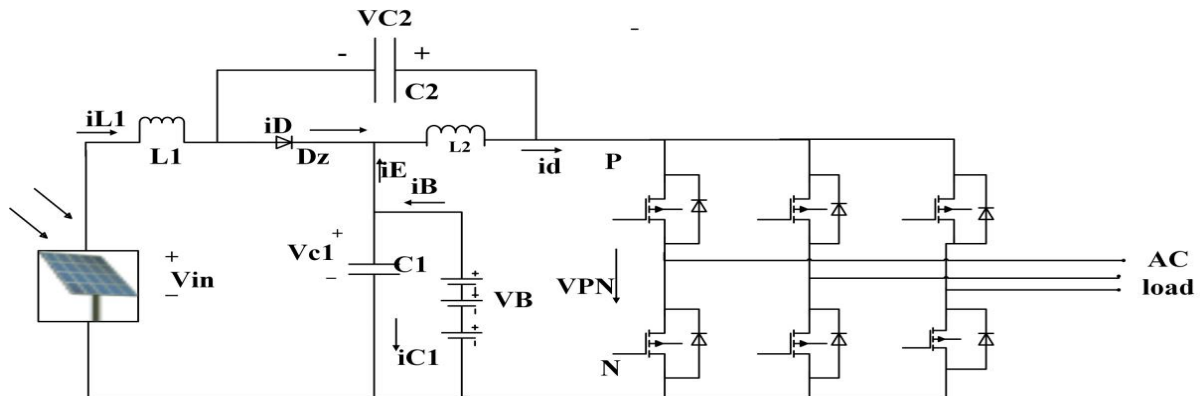 VC2
-
- +
C2
iL1
iD
L1
Dz
L2
id
P
iE
iB
+
Vc1
C1
-
+
Vin
-
VB
+
+
+
-
-
-
iC1
VPN
N
AC
load